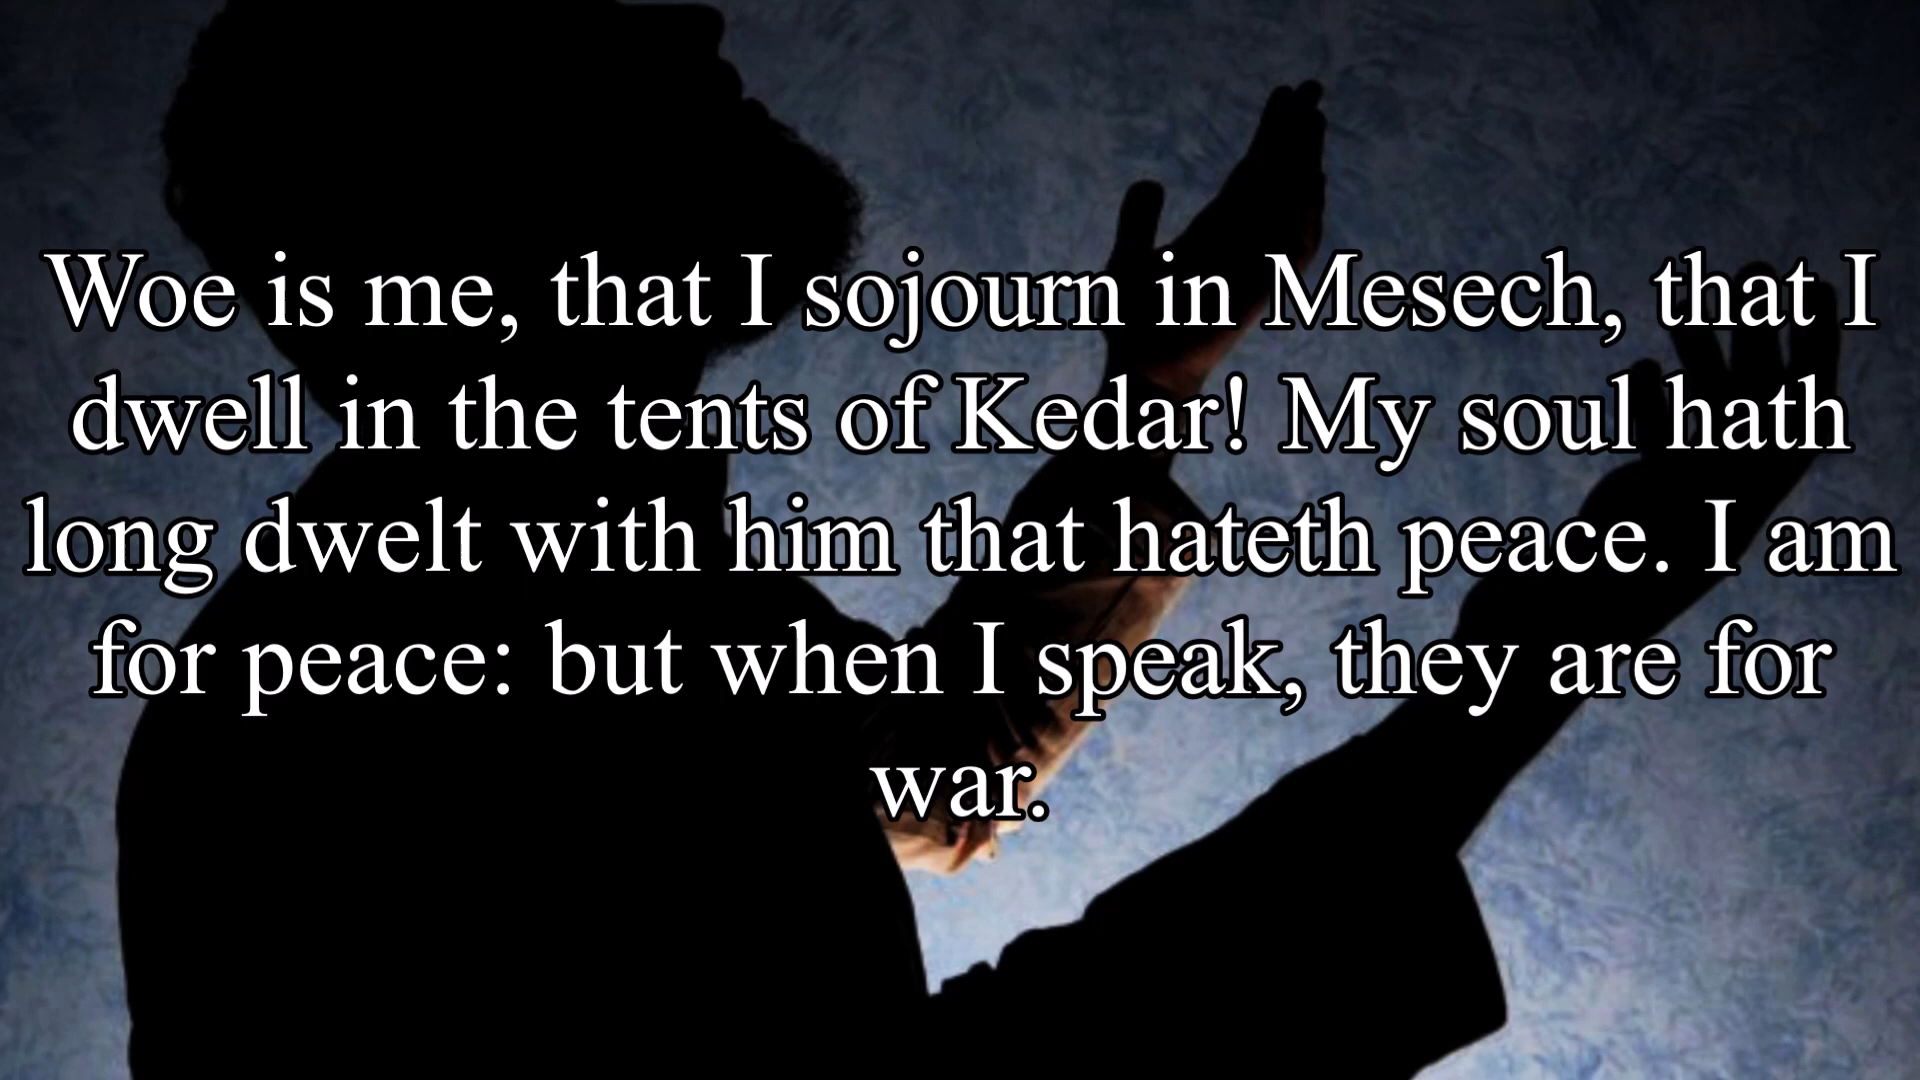 Woe is me, that I sojourn in Mesech, that I
dwell in the tents of Kedar! My soul hath
long dwelt with him that hateth peace. I am
for peace: but when I speak, they are for
war.